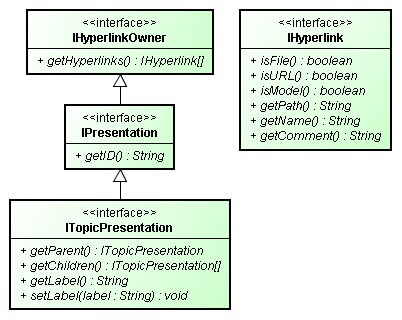 <<interface>>
IHyperlinkOwner
+ getHyperlinks() : IHyperlink[]
<<interface>>
IHyperlink
+ isFile() : boolean
+ isURL() : boolean
+ isModel() : boolean
+ getPath() : String
+ getName() : String
+ getComment() : String
<<interface>>
IPresentation
+ getID() : String
<<interface>>
ITopicPresentation
+ getParent() : ITopicPresentation
+ getChildren() : ITopicPresentation[]
+ getLabel() : String
+ setLabel(label : String) : void